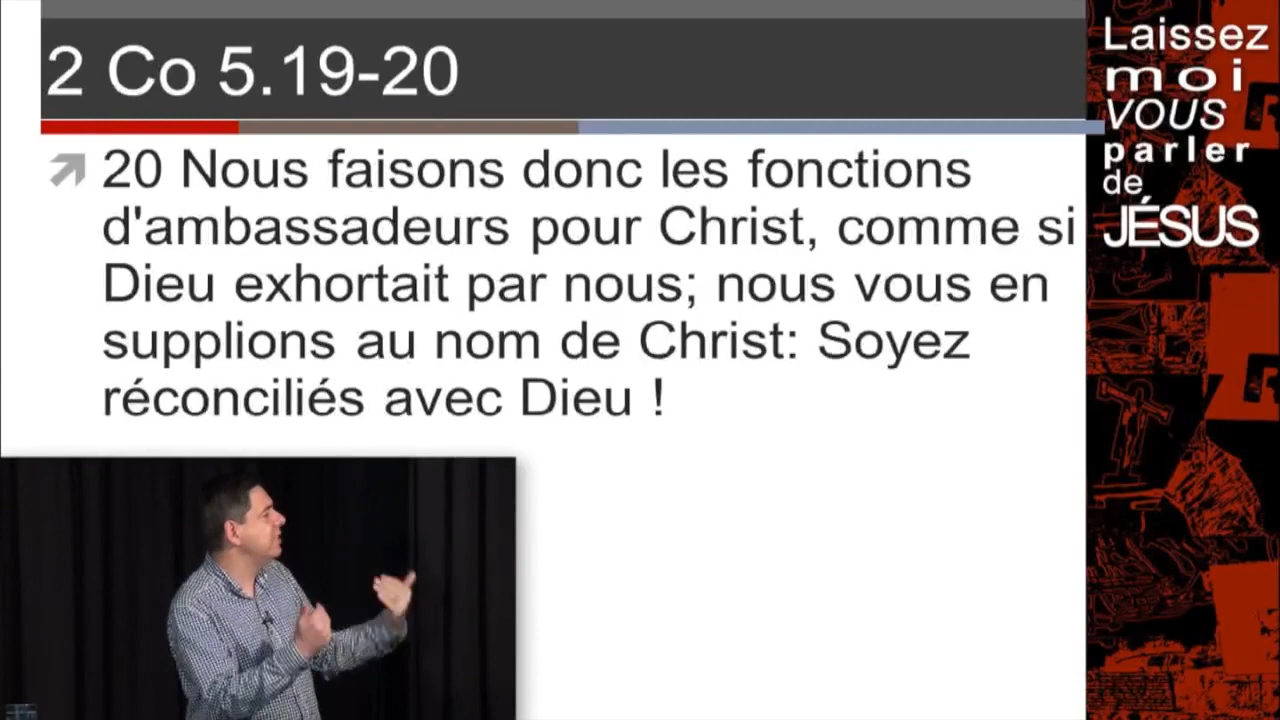 2 Co 5.19-20
20 Nous faisons donc les fonctions
d'ambassadeurs pour Christ, comme si
Dieu exhortait par nous; nous vous en
supplions au nom de Christ: Soyez
réconciliés avec Dieu !
Laissez
moi
VOUS
parler
de
JÉSUS